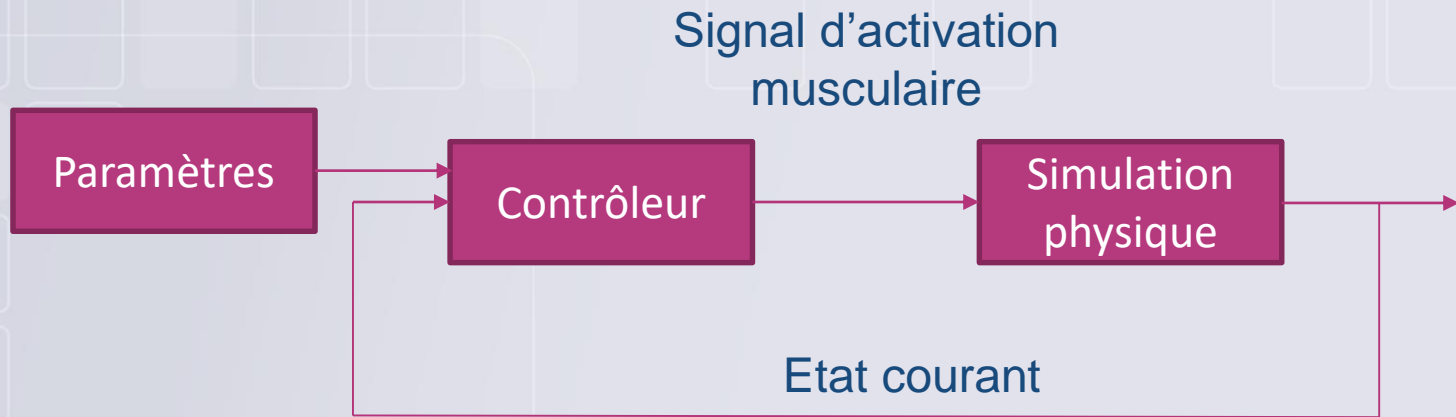 Signal d’activation
musculaire
Paramètres
Contrôleur
Simulation
physique
Etat courant